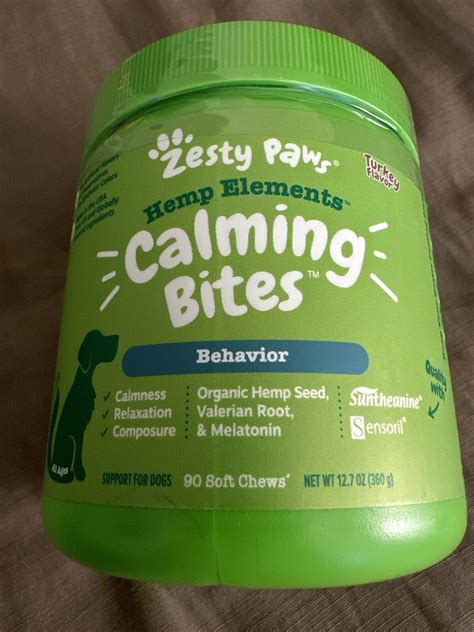 Zesty Paws®
Turkey
Flavor
Hemp Elements™
Calming
Bites™
Behavior
✓ Calmness
✓ Relaxation
✓ Composure
Organic Hemp Seed,
Valerian Root,
& Melatonin
Quality
with
Suntheanine®
Sensoril®
All Ages
SUPPORT FOR DOGS
90 Soft Chews*
NET WT 12.7 OZ (360 g)